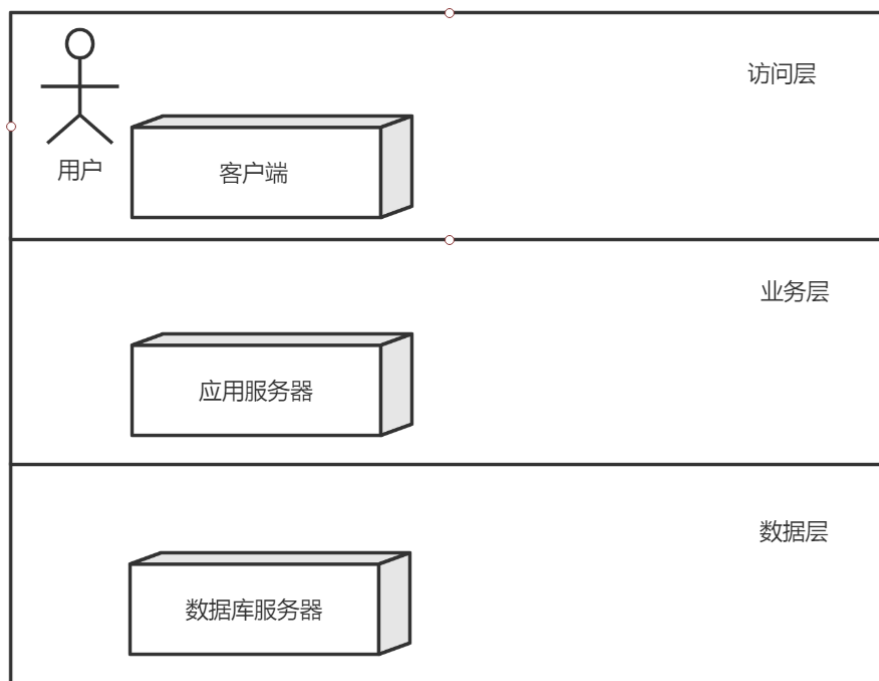 访问层
用户
客户端
业务层
应用服务器
数据层
数据库服务器